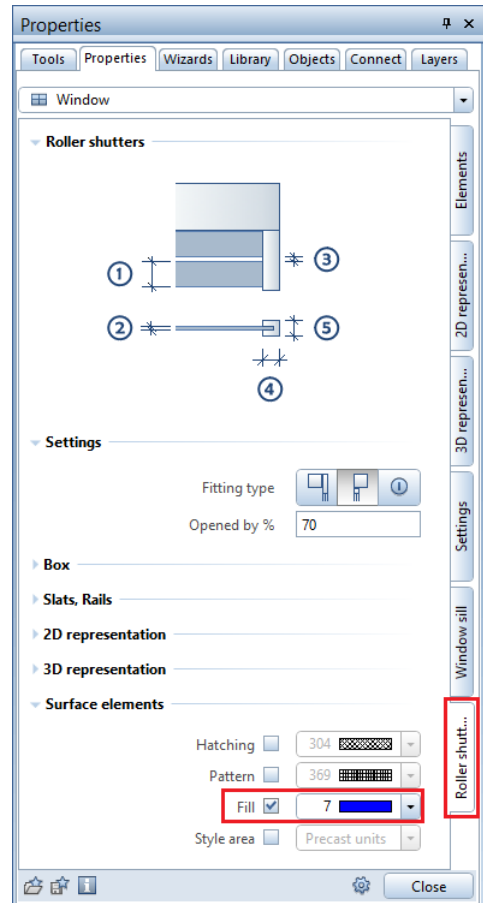 Properties
Tools Properties Wizards Library Objects Connect Layers
Window
Roller shutters
1
2
3
4
5
Settings
Fitting type
Opened by % 70
Box
Slats, Rails
2D representation
3D representation
Surface elements
Hatching 304
Pattern 369
Fill 7
Style area Precast units
Close
Elements
2D represen...
3D represen...
Settings
Window sill
Roller shutt...